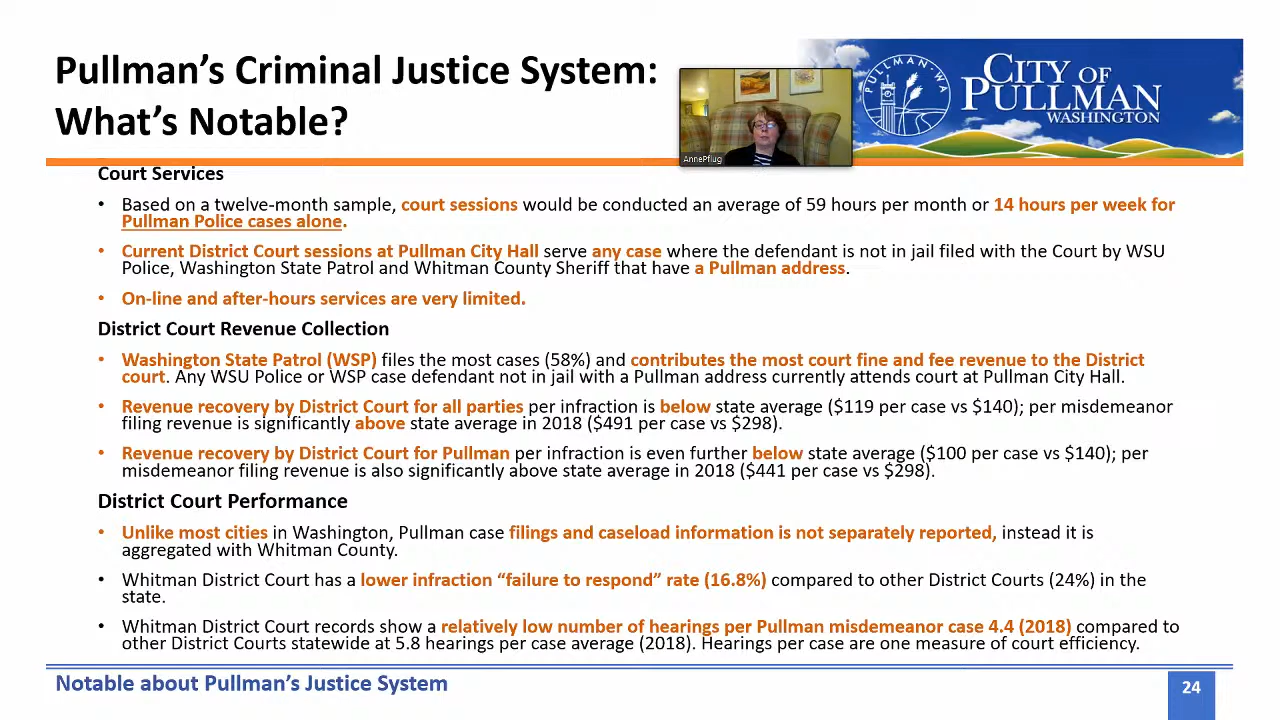 Pullman's Criminal Justice System:
What's Notable?
AnnePflug
PULLMAN·WA
CITY OF
PULLMAN
WASHINGTON
Court Services
• Based on a twelve-month sample, court sessions would be conducted an average of 59 hours per month or 14 hours per week for
Pullman Police cases alone.
• Current District Court sessions at Pullman City Hall serve any case where the defendant is not in jail filed with the Court by WSU
Police, Washington State Patrol and Whitman County Sheriff that have a Pullman address.
• On-line and after-hours services are very limited.
District Court Revenue Collection
• Washington State Patrol (WSP) files the most cases (58%) and contributes the most court fine and fee revenue to the District
court. Any WSU Police or WSP case defendant not in jail with a Pullman address currently attends court at Pullman City Hall.
• Revenue recovery by District Court for all parties per infraction is below state average ($119 per case vs $140); per misdemeanor
filing revenue is significantly above state average in 2018 ($491 per case vs $298).
• Revenue recovery by District Court for Pullman per infraction is even further below state average ($100 per case vs $140); per
misdemeanor filing revenue is also significantly above state average in 2018 ($441 per case vs $298).
District Court Performance
• Unlike most cities in Washington, Pullman case filings and caseload information is not separately reported, instead it is
aggregated with Whitman County.
• Whitman District Court has a lower infraction "failure to respond" rate (16.8%) compared to other District Courts (24%) in the
state.
• Whitman District Court records show a relatively low number of hearings per Pullman misdemeanor case 4.4 (2018) compared to
other District Courts statewide at 5.8 hearings per case average (2018). Hearings per case are one measure of court efficiency.
Notable about Pullman's Justice System
24